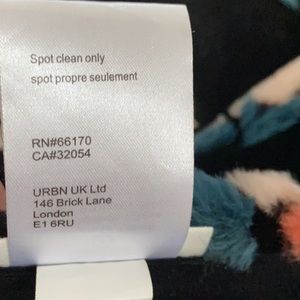 Spot clean only
spot propre seulement
RN#66170
CA#32054
URBN UK Ltd
146 Brick Lane
London
E1 6RU